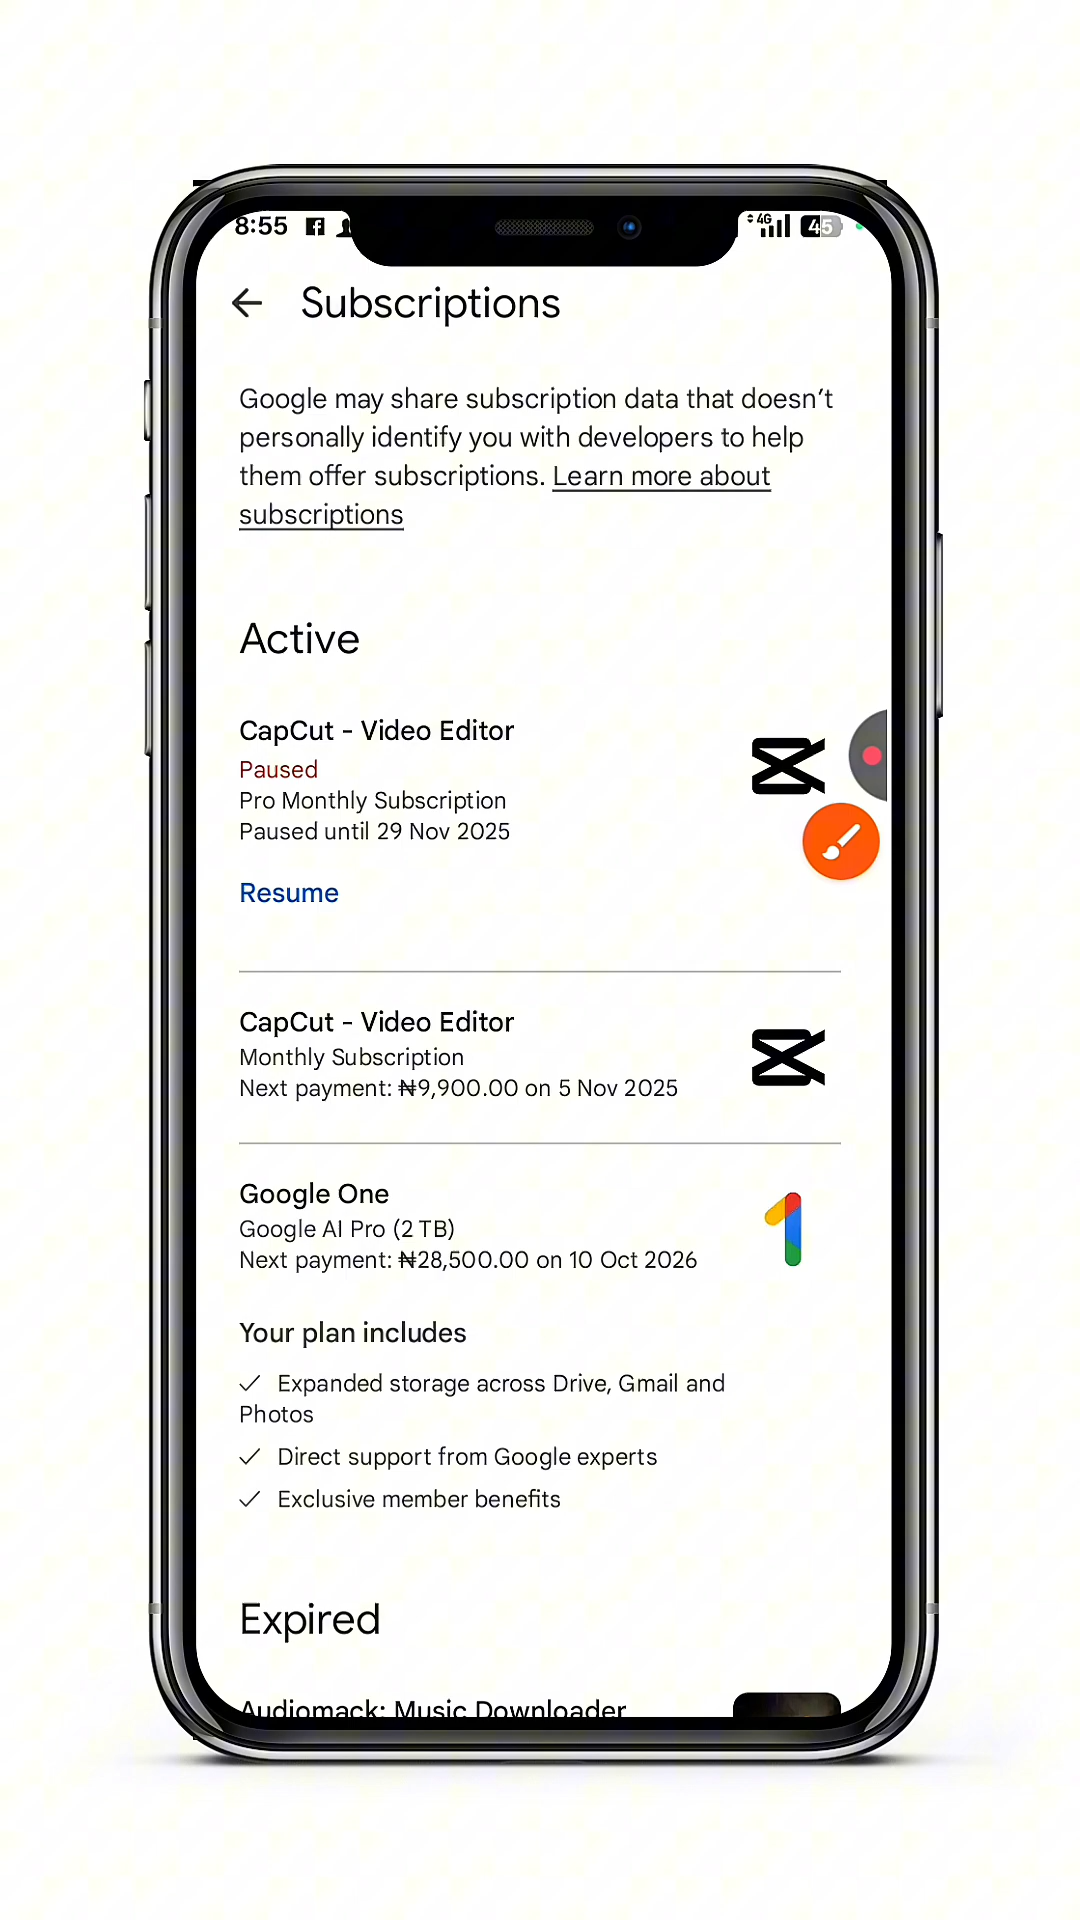 8:55
4G
45
Subscriptions
Google may share subscription data that doesn't
personally identify you with developers to help
them offer subscriptions. Learn more about
subscriptions
Active
CapCut - Video Editor
Paused
Pro Monthly Subscription
Paused until 29 Nov 2025
Resume
CapCut - Video Editor
Monthly Subscription
Next payment: ₦9,900.00 on 5 Nov 2025
Google One
Google AI Pro (2 TB)
Next payment: ₦28,500.00 on 10 Oct 2026
Your plan includes
Expanded storage across Drive, Gmail and
Photos
Direct support from Google experts
Exclusive member benefits
Expired
Audiomack: Music Downloader